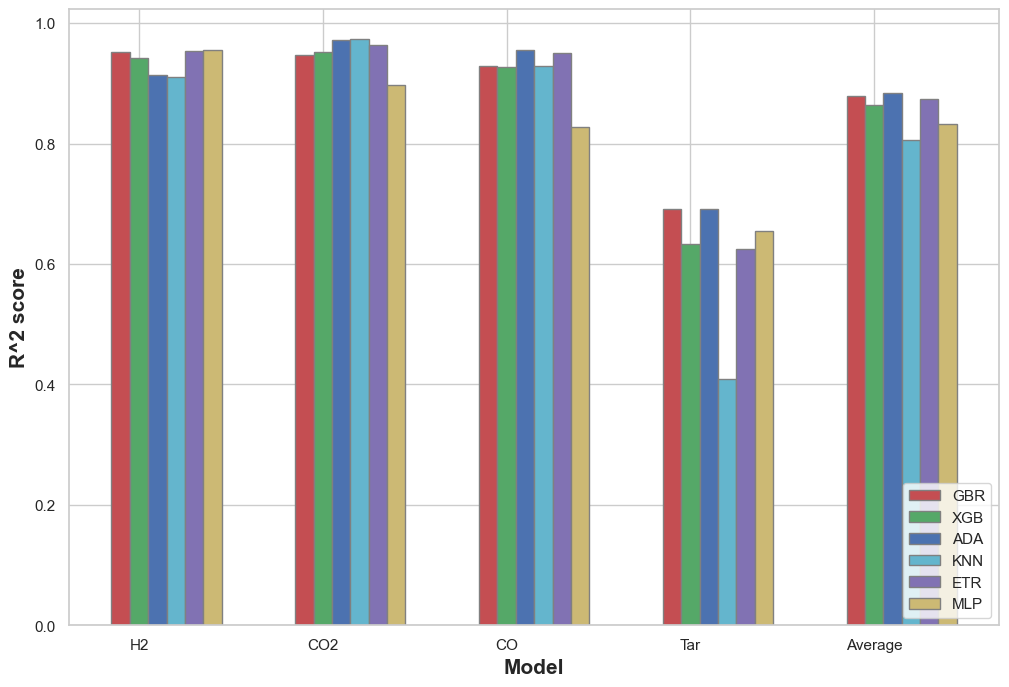 R^2 score
1.0
0.8
0.6
0.4
0.2
0.0
H2
CO2
CO
Tar
Average
Model
GBR
XGB
ADA
KNN
ETR
MLP